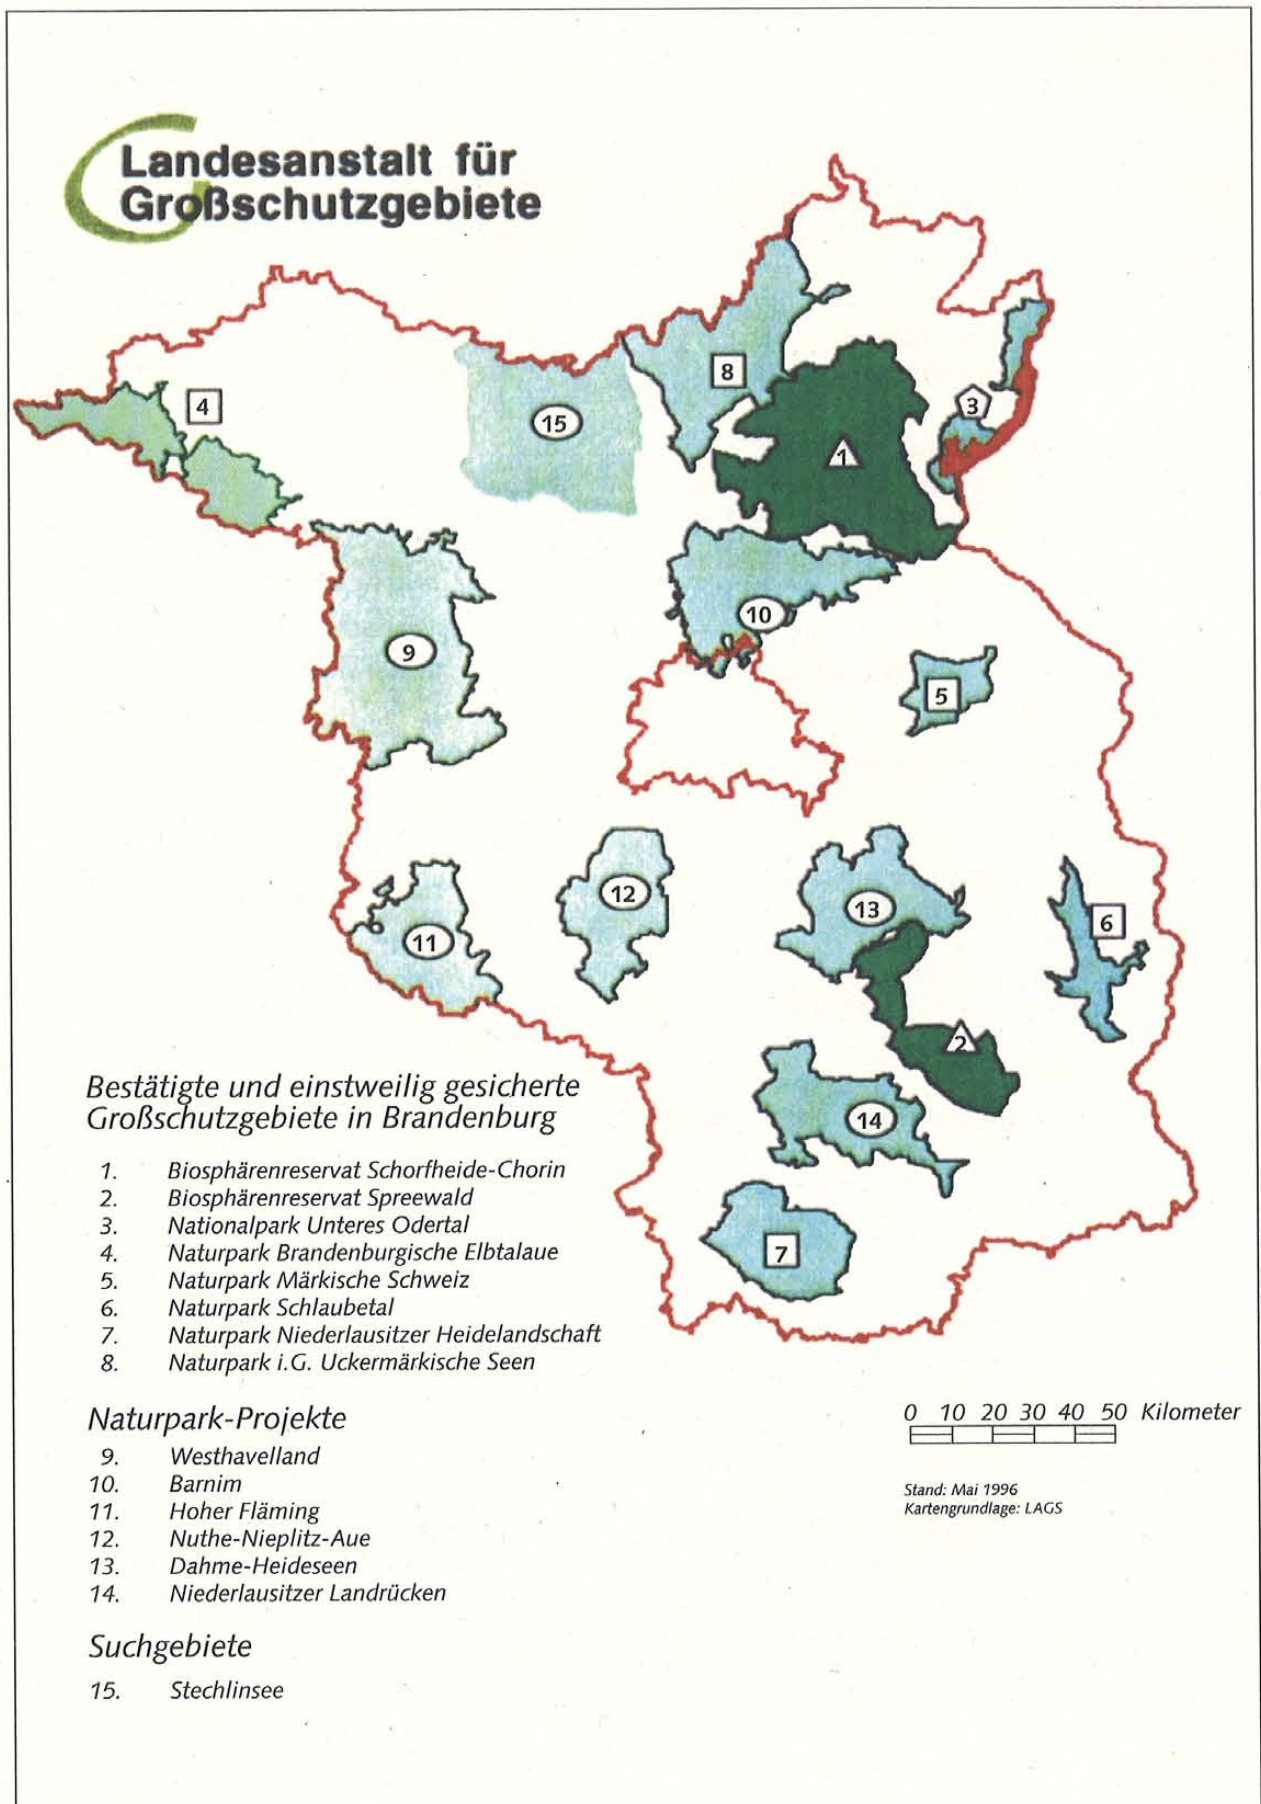 Landesanstalt für
Großschutzgebiete
8
4
3
15
1
10
9
5
12
13
6
11
2
14
7
Bestätigte und einstweilig gesicherte
Großschutzgebiete in Brandenburg
1. Biosphärenreservat Schorfheide-Chorin
2. Biosphärenreservat Spreewald
3. Nationalpark Unteres Odertal
4. Naturpark Brandenburgische Elbtalaue
5. Naturpark Märkische Schweiz
6. Naturpark Schlaubetal
7. Naturpark Niederlausitzer Heidelandschaft
8. Naturpark i.G. Uckermärkische Seen
Naturpark-Projekte
9. Westhavelland
10. Barnim
11. Hoher Fläming
12. Nuthe-Nieplitz-Aue
13. Dahme-Heideseen
14. Niederlausitzer Landrücken
Suchgebiete
15. Stechlinsee
0 10 20 30 40 50 Kilometer
Stand: Mai 1996
Kartengrundlage: LAGS